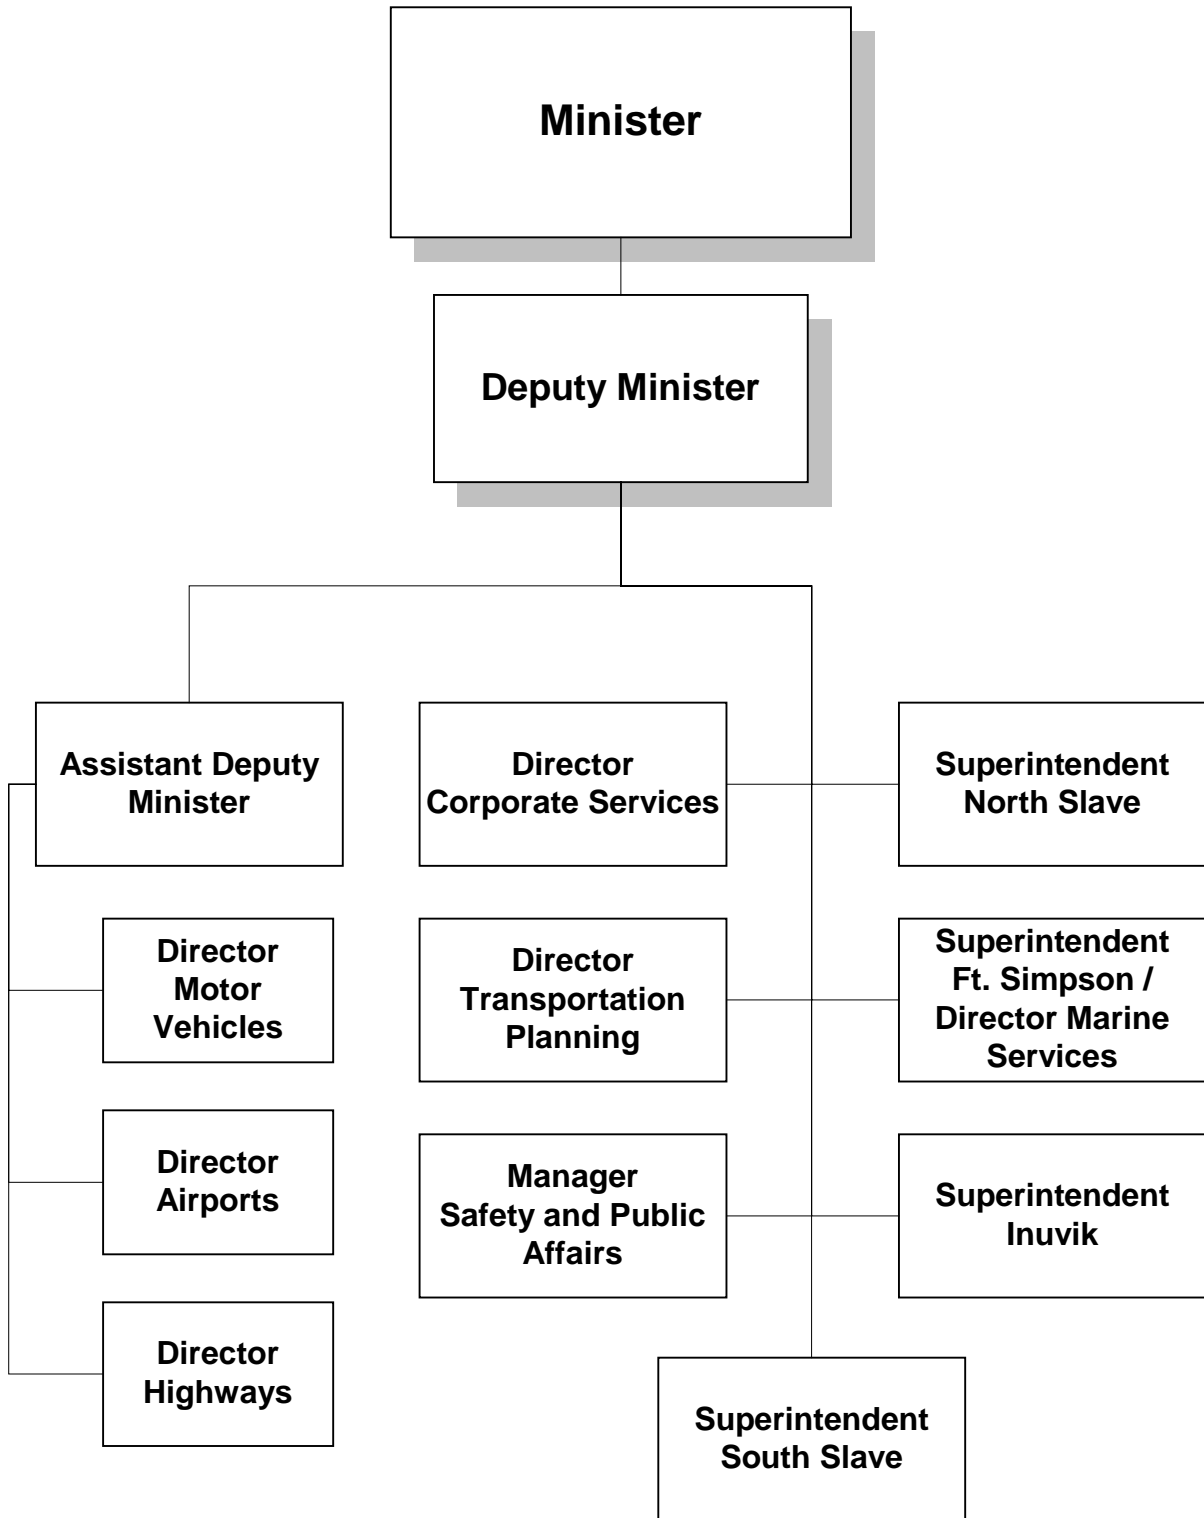 Minister
Deputy Minister
Assistant Deputy
Minister
Director
Motor
Vehicles
Director
Airports
Director
Highways
Director
Corporate Services
Director
Transportation
Planning
Manager
Safety and Public
Affairs
Superintendent
North Slave
Superintendent
Ft. Simpson /
Director Marine
Services
Superintendent
Inuvik
Superintendent
South Slave